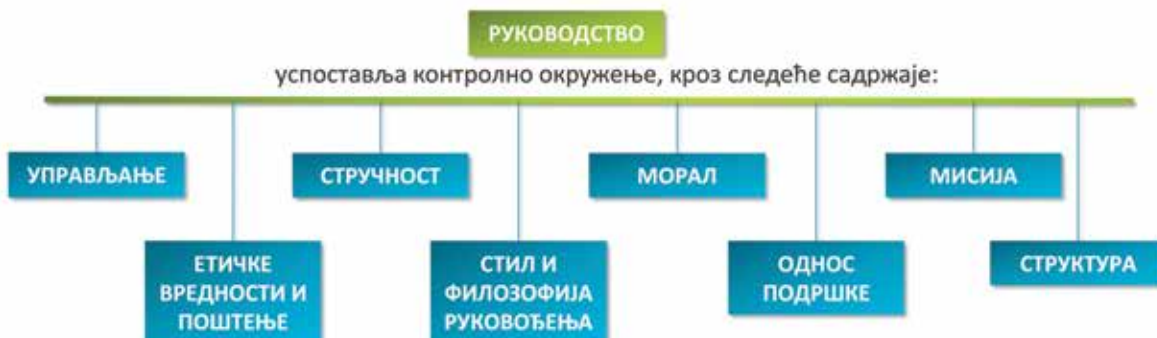 РУКОВОДСТВО
успоставља контролно окружење, кроз следеће садржаје:
УПРАВЉАЊЕ
СТРУЧНОСТ
МОРАЛ
МИСИЈА
ЕТИЧКЕ
ВРЕДНОСТИ И
ПОШТЕЊЕ
СТИЛ И
ФИЛОЗОФИЈА
РУКОВОЂЕЊА
ОДНОС
ПОДРШКЕ
СТРУКТУРА